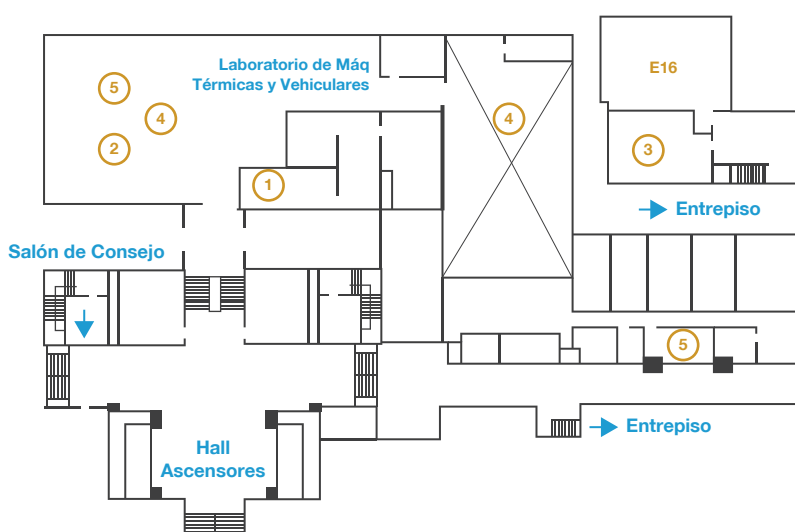 Laboratorio de Máq
Térmicas y Vehiculares
5
4
2
1
4
E16
3
Entrepiso
Salón de Consejo
5
Entrepiso
Hall
Ascensores